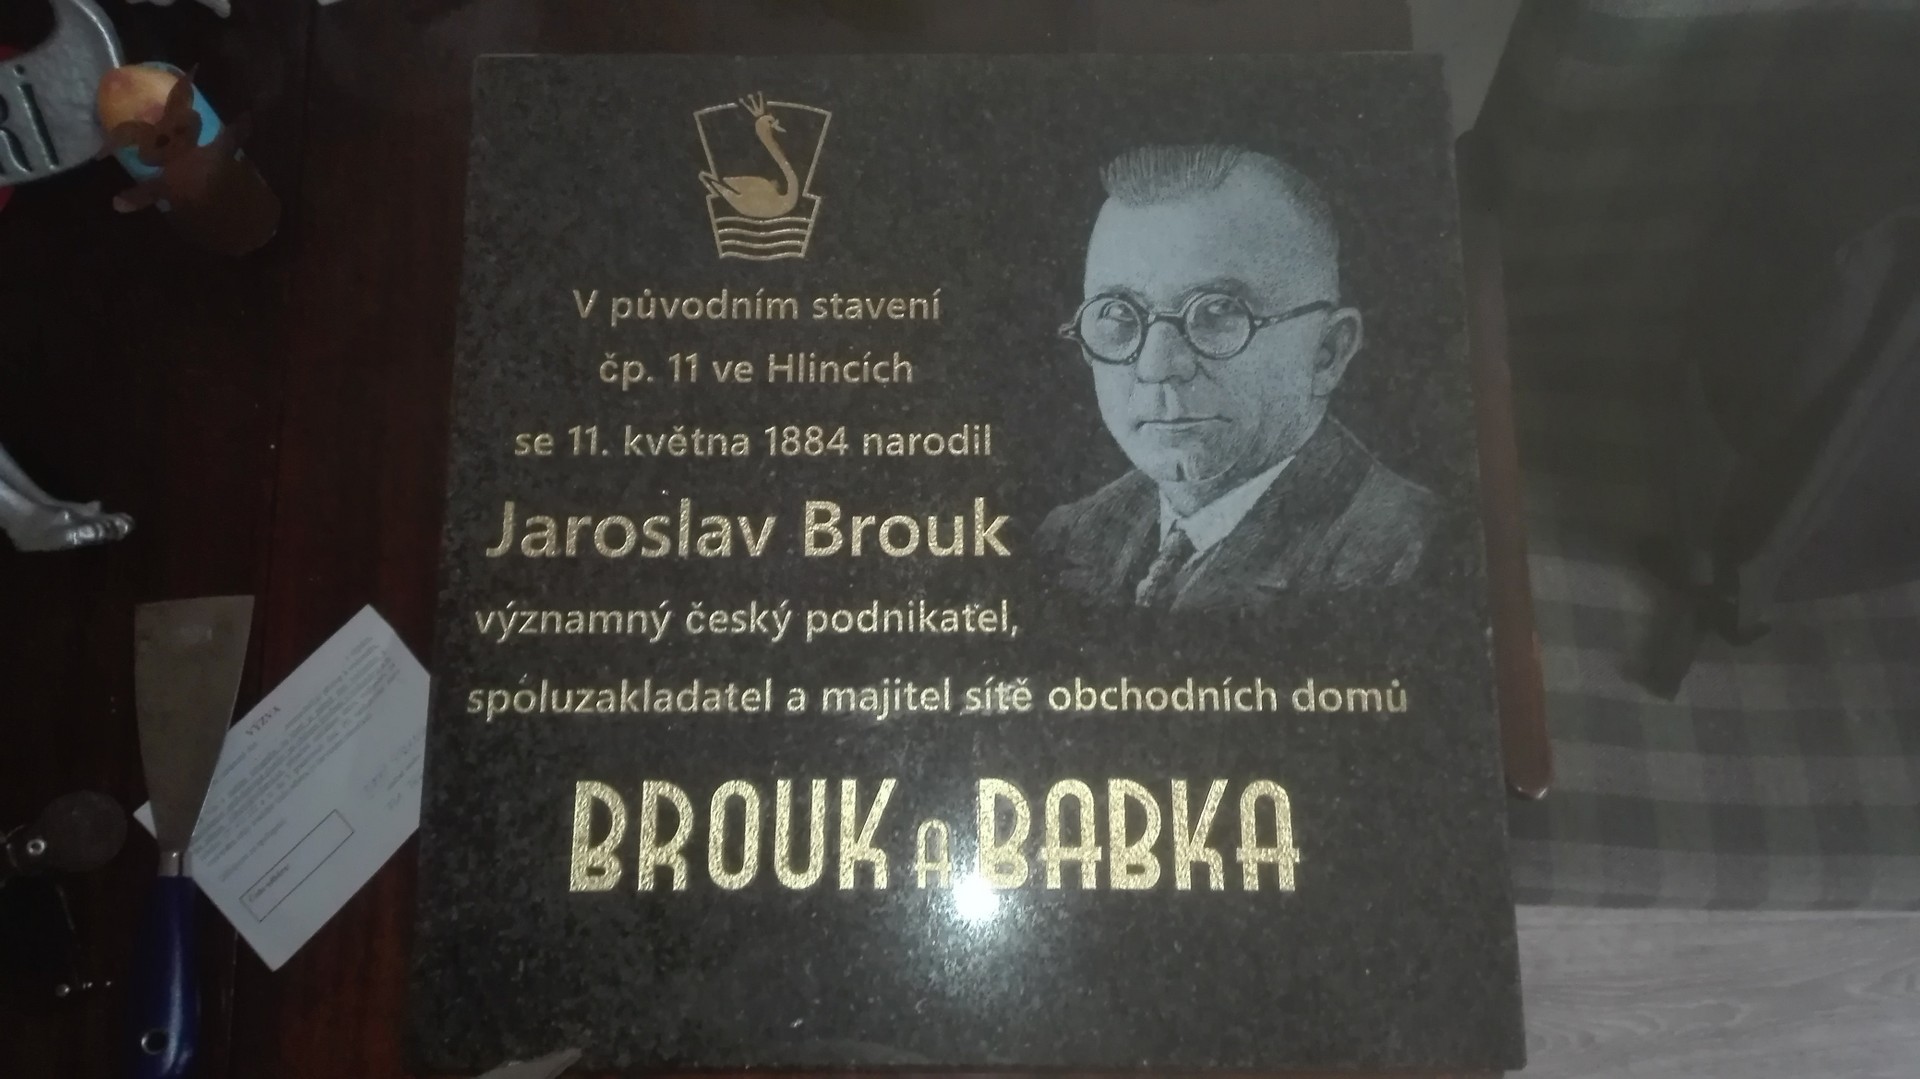 V původním stavení
čp. 11 ve Hlincích
se 11. května 1884 narodil
Jaroslav Brouk
významný český podnikatel,
spoluzakladatel a majitel sítě obchodních domů
BROUK A BABKA
VÝZVA